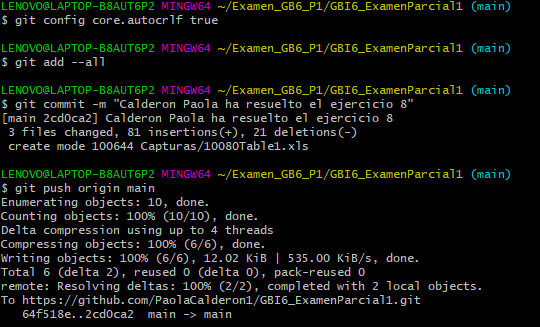 LENOVO@LAPTOP-B8AUT6P2 MINGW64 ~/Examen_GB6_P1/GBI6_ExamenParcial1 (main)
$ git config core.autocrlf true
LENOVO@LAPTOP-B8AUT6P2 MINGW64 ~/Examen_GB6_P1/GBI6_ExamenParcial1 (main)
$ git add --all
LENOVO@LAPTOP-B8AUT6P2 MINGW64 ~/Examen_GB6_P1/GBI6_ExamenParcial1 (main)
$ git commit -m "Calderon Paola ha resuelto el ejercicio 8"
[main 2cd0ca2] Calderon Paola ha resuelto el ejercicio 8
3 files changed, 81 insertions(+), 21 deletions(-)
create mode 100644 Capturas/10080Table1.xls
LENOVO@LAPTOP-B8AUT6P2 MINGW64 ~/Examen_GB6_P1/GBI6_ExamenParcial1 (main)
$ git push origin main
Enumerating objects: 10, done.
Counting objects: 100% (10/10), done.
Delta compression using up to 4 threads
Compressing objects: 100% (6/6), done.
Writing objects: 100% (6/6), 12.02 KiB | 535.00 KiB/s, done.
Total 6 (delta 2), reused 0 (delta 0), pack-reused 0
remote: Resolving deltas: 100% (2/2), completed with 2 local objects.
To https://github.com/PaolaCalderon1/GBI6_ExamenParcial1.git
64f518e..2cd0ca2  main -> main